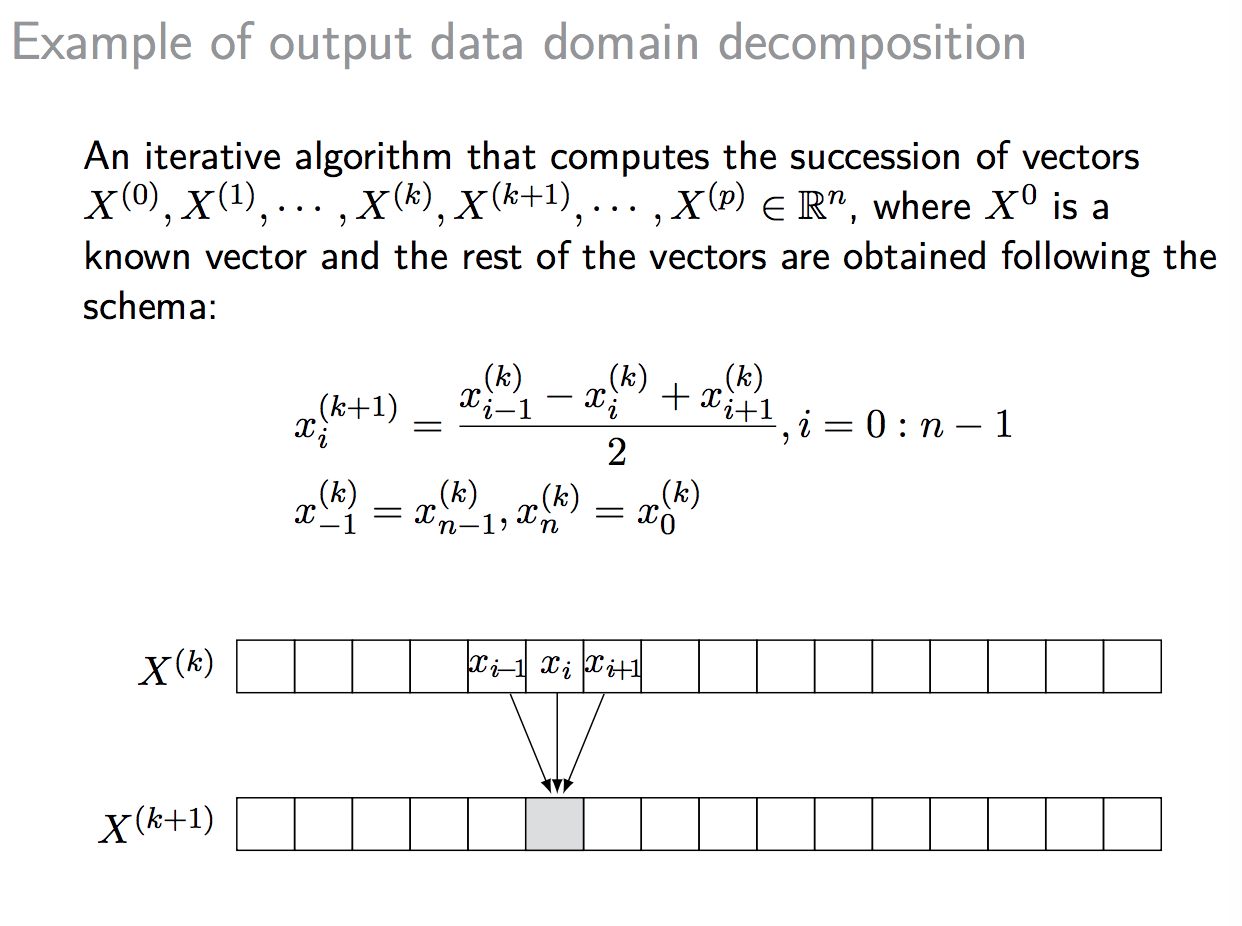 Example of output data domain decomposition
An iterative algorithm that computes the succession of vectors
$X^{(0)}, X^{(1)}, \cdots, X^{(k)}, X^{(k+1)}, \cdots, X^{(p)} \in \mathbb{R}^n$, where $X^0$ is a
known vector and the rest of the vectors are obtained following the
schema:
$x_i^{(k+1)} = \frac{x_{i-1}^{(k)} - x_i^{(k)} + x_{i+1}^{(k)}}{2}, i = 0 : n - 1$
$x_{-1}^{(k)} = x_{n-1}^{(k)}, x_n^{(k)} = x_0^{(k)}$
$X^{(k)}$ $x_{i-1}$ $x_i$ $x_{i+1}$
$X^{(k+1)}$